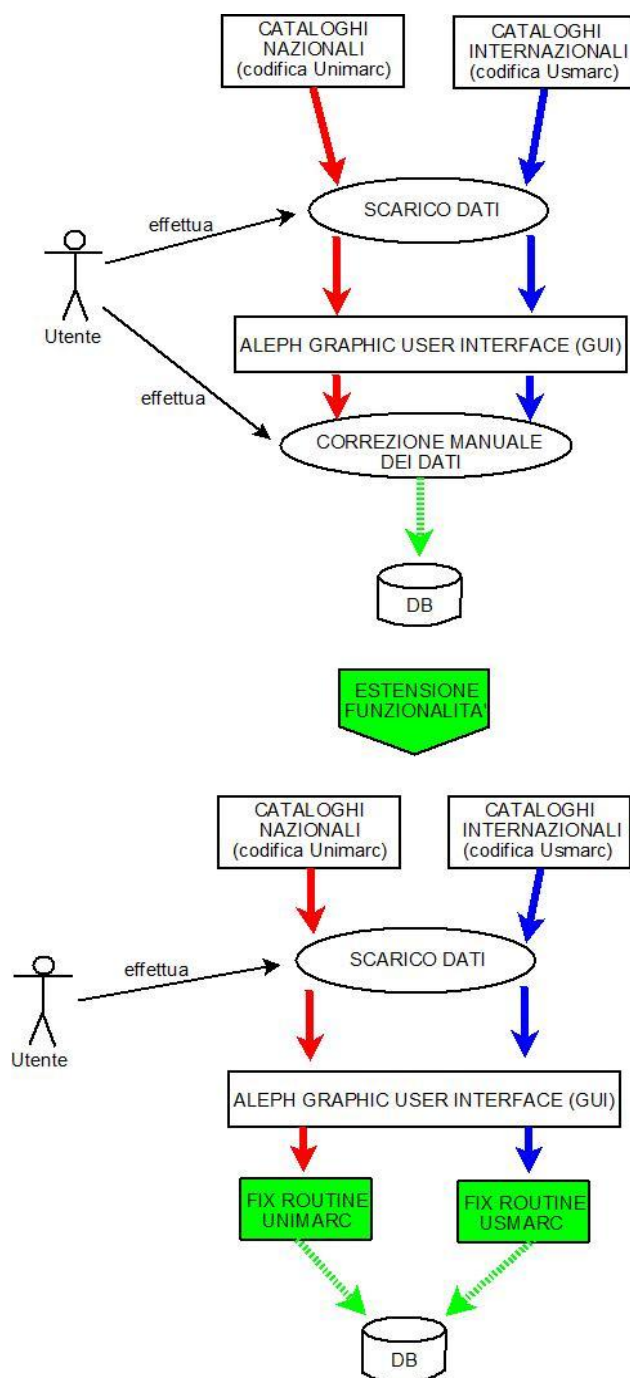 CATALOGHI
NAZIONALI
(codifica Unimarc)
CATALOGHI
INTERNAZIONALI
(codifica Usmarc)
SCARICO DATI
effettua
Utente
ALEPH GRAPHIC USER INTERFACE (GUI)
effettua
CORREZIONE MANUALE
DEI DATI
DB
ESTENSIONE
FUNZIONALITA'
CATALOGHI
NAZIONALI
(codifica Unimarc)
CATALOGHI
INTERNAZIONALI
(codifica Usmarc)
SCARICO DATI
effettua
Utente
ALEPH GRAPHIC USER INTERFACE (GUI)
FIX ROUTINE
UNIMARC
FIX ROUTINE
USMARC
DB